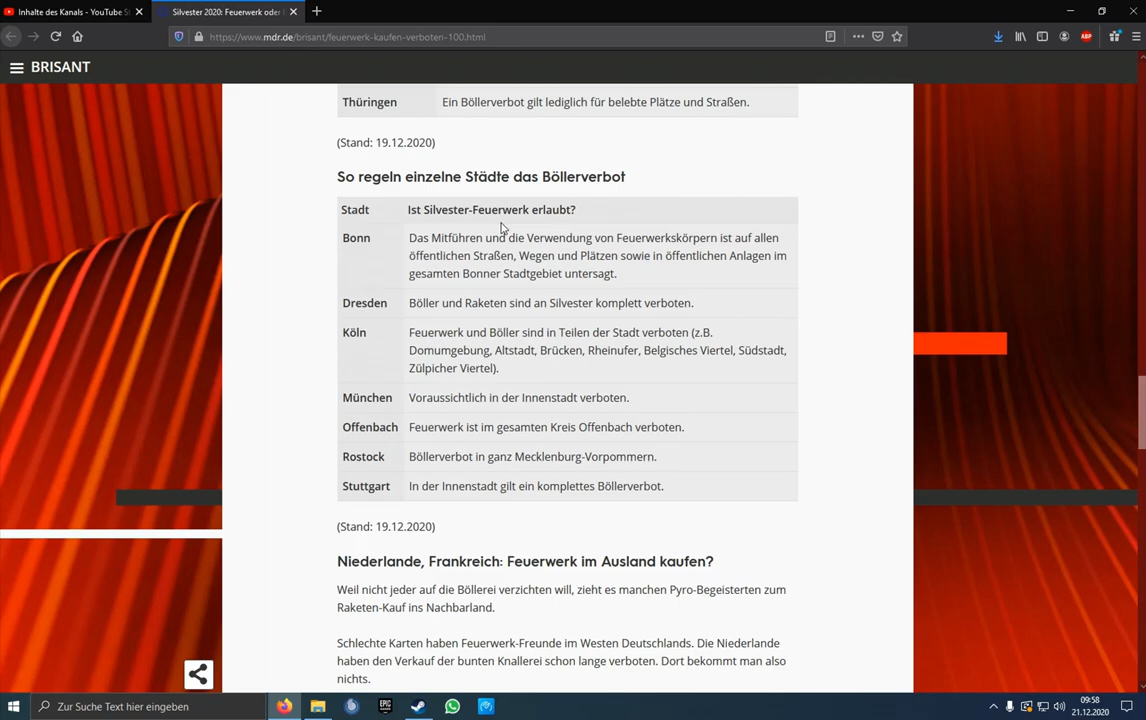 Inhalte des Kanals - YouTube S
Silvester 2020: Feuerwerk oder
https://www.mdr.de/brisant/feuerwerk-kaufen-verboten-100.html
ABP
BRISANT
Thüringen Ein Böllerverbot gilt lediglich für belebte Plätze und Straßen.
(Stand: 19.12.2020)
So regeln einzelne Städte das Böllerverbot
Stadt Ist Silvester-Feuerwerk erlaubt?
Bonn Das Mitführen und die Verwendung von Feuerwerkskörpern ist auf allen
öffentlichen Straßen, Wegen und Plätzen sowie in öffentlichen Anlagen im
gesamten Bonner Stadtgebiet untersagt.
Dresden Böller und Raketen sind an Silvester komplett verboten.
Köln Feuerwerk und Böller sind in Teilen der Stadt verboten (z.B.
Domumgebung, Altstadt, Brücken, Rheinufer, Belgisches Viertel, Südstadt,
Zülpicher Viertel).
München Voraussichtlich in der Innenstadt verboten.
Offenbach Feuerwerk ist im gesamten Kreis Offenbach verboten.
Rostock Böllerverbot in ganz Mecklenburg-Vorpommern.
Stuttgart In der Innenstadt gilt ein komplettes Böllerverbot.
(Stand: 19.12.2020)
Niederlande, Frankreich: Feuerwerk im Ausland kaufen?
Weil nicht jeder auf die Böllerei verzichten will, zieht es manchen Pyro-Begeisterten zum
Raketen-Kauf ins Nachbarland.
Schlechte Karten haben Feuerwerk-Freunde im Westen Deutschlands. Die Niederlande
haben den Verkauf der bunten Knallerei schon lange verboten. Dort bekommt man also
nichts.
Zur Suche Text hier eingeben
EPIC GAMES
09:58
21.12.2020